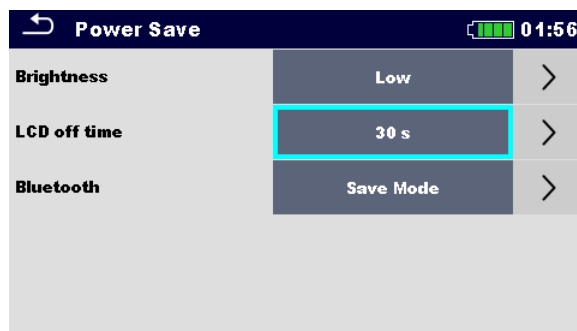 Power Save 01:56
Brightness Low
LCD off time 30 s
Bluetooth Save Mode